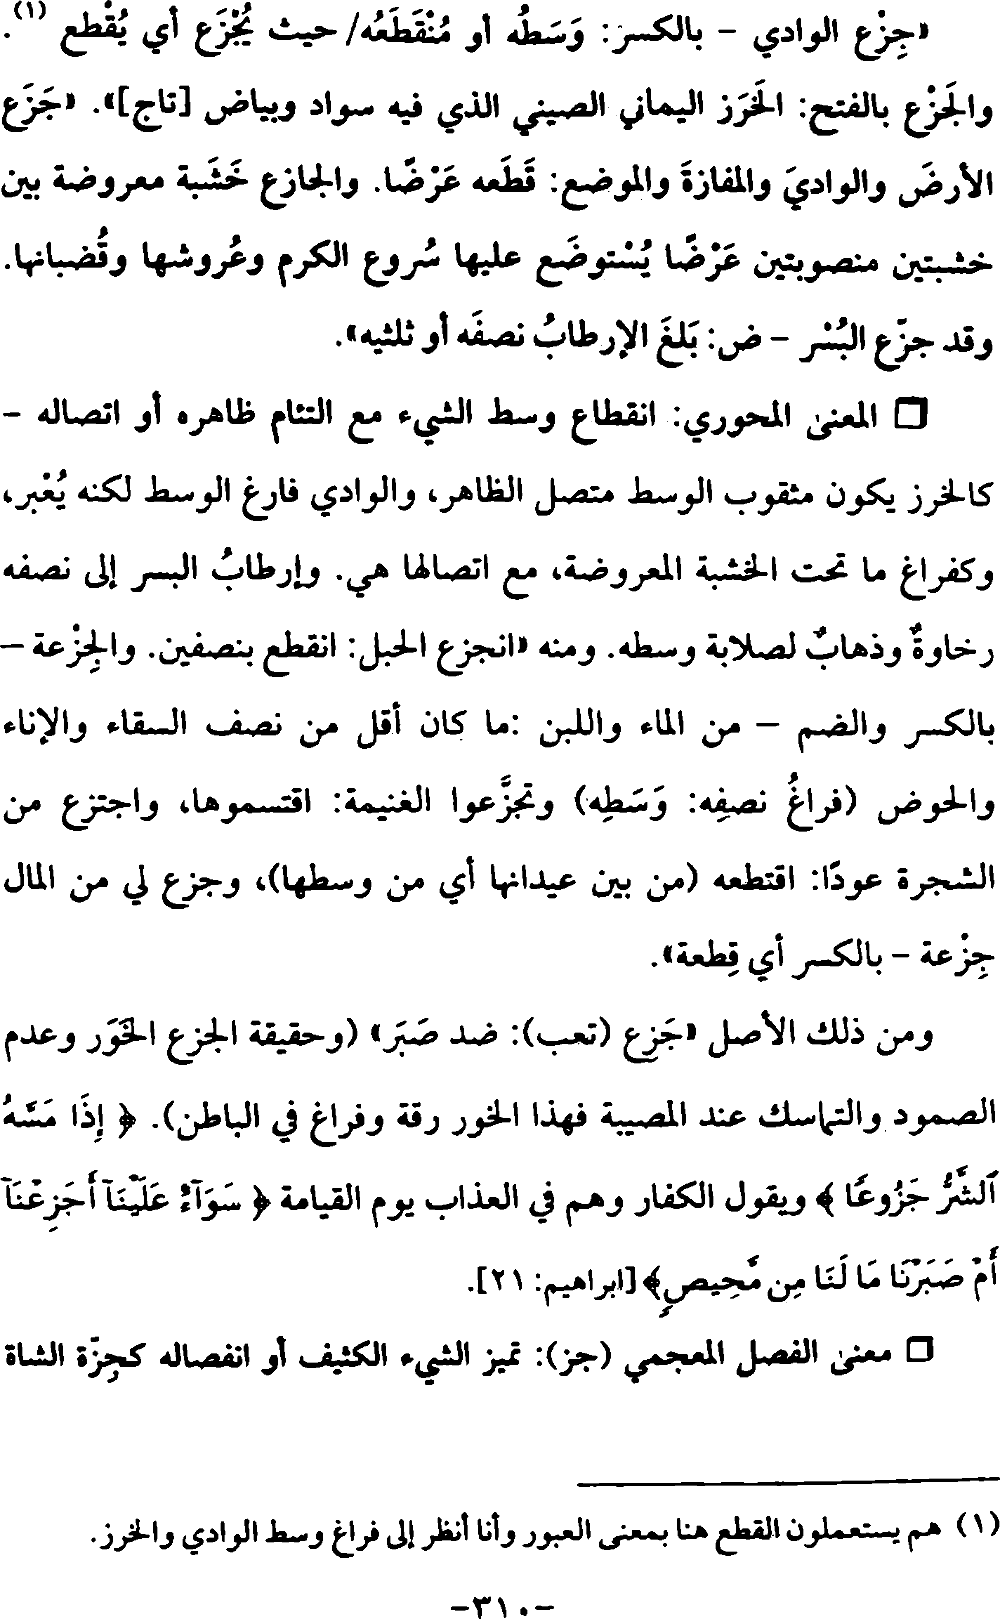 «جِزْع الوادي – بالكسر: وَسَطُه أو مُنْقَطَعُه/ حيث يُجْزَع أي يُقْطع (١).
والجَزْع بالفتح: الخَرَز اليماني الصيني الذي فيه سواد وبياض [تاج]». «جَزَع
الأرضَ والواديَ والمفازةَ والموضع: قَطَعه عَرْضًا. والجازع خَشَبة معروضة بين
خشبتين منصوبتين عَرْضًا يُسْتوضَع عليها سُروع الكرم وعُروشها وقُضبانها.
وقد جزّع البُسْر – ض: بَلغَ الإرطابُ نصفَه أو ثلثيه».
□ المعنى المحوري: انقطاع وسط الشيء مع التئام ظاهره أو اتصاله –
كالخرز يكون مثقوب الوسط متصل الظاهر، والوادي فارغ الوسط لكنه يُعْبر،
وكفراغ ما تحت الخشبة المعروضة، مع اتصالها هي. وإرطابُ البسر إلى نصفه
رخاوةٌ وذهابٌ لصلابة وسطه. ومنه «انجزع الحبل: انقطع بنصفين. والجِزْعة –
بالكسر والضم – من الماء واللبن :ما كان أقل من نصف السقاء والإناء
والحوض (فراغُ نصفِه: وَسَطِه) وتجزَّعوا الغنيمة: اقتسموها، واجتزع من
الشجرة عودًا: اقتطعه (من بين عيدانها أي من وسطها)، وجزع لي من المال
جِزْعة – بالكسر أي قِطعة».
ومن ذلك الأصل «جَزِع (تعب): ضد صَبَر» (وحقيقة الجزع الخَوَر وعدم
الصمود والتماسك عند المصيبة فهذا الخور رقة وفراغ في الباطن). ﴿ إِذَا مَسَّهُ
ٱلشَّرُّ جَزُوعًا ﴾ ويقول الكفار وهم في العذاب يوم القيامة ﴿ سَوَآءٌ عَلَيْنَآ أَجَزِعْنَآ
أَمْ صَبَرْنَا مَا لَنَا مِن مَّحِيصٍ﴾ [ابراهيم: ٢١].
□ معنى الفصل المعجمي (جز): تميز الشيء الكثيف أو انفصاله كجِزّة الشاة
(١) هم يستعملون القطع هنا بمعنى العبور وأنا أنظر إلى فراغ وسط الوادي والخرز.
–٣١٠–